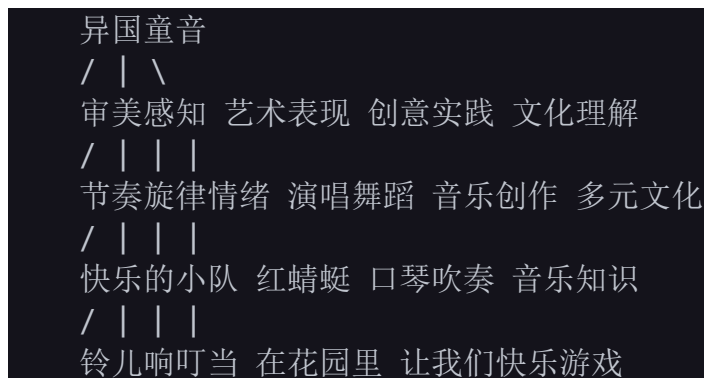 异国童音
/ | \
审美感知 艺术表现 创意实践 文化理解
/ | | |
节奏旋律情绪 演唱舞蹈 音乐创作 多元文化
/ | | |
快乐的小队 红蜻蜓 口琴吹奏 音乐知识
/ | | |
铃儿响叮当 在花园里 让我们快乐游戏